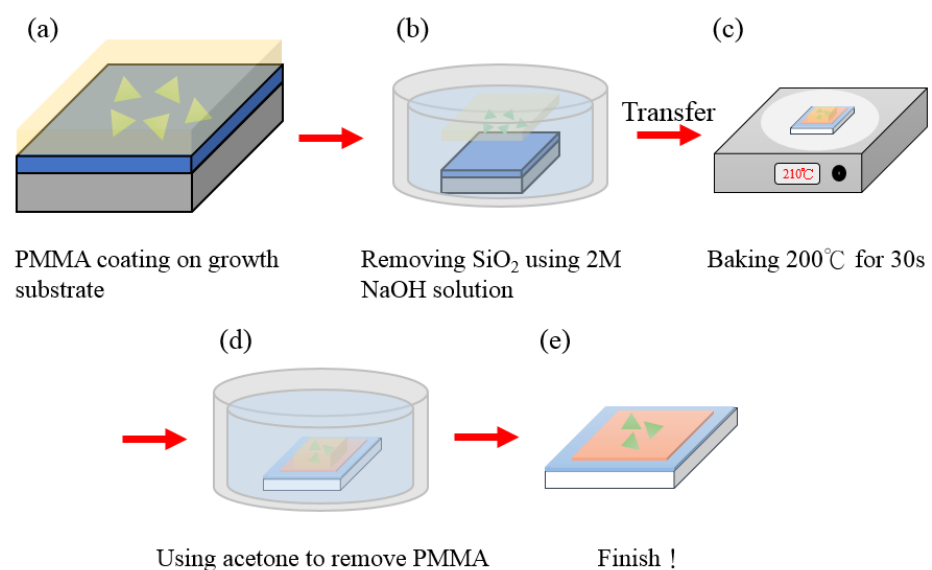 (a)
(b)
(c)
Transfer
210℃
PMMA coating on growth
substrate
Removing SiO₂ using 2M
NaOH solution
Baking 200℃ for 30s
(d)
(e)
Using acetone to remove PMMA
Finish！